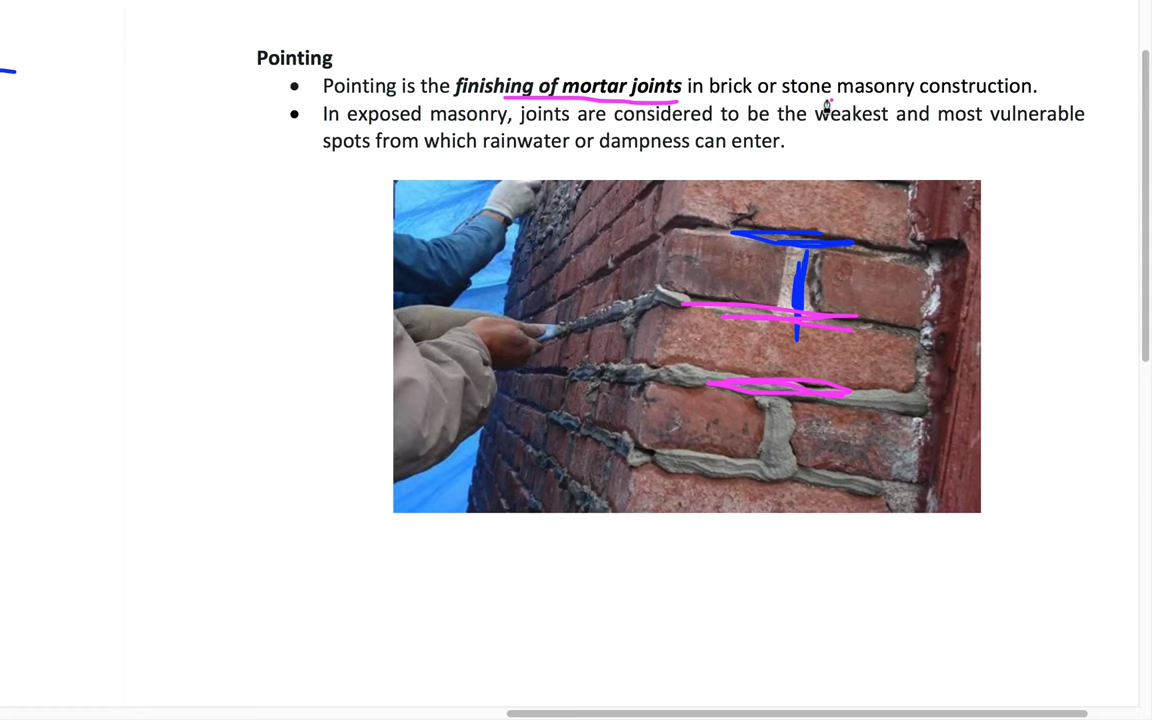 Pointing
• Pointing is the finishing of mortar joints in brick or stone masonry construction.
• In exposed masonry, joints are considered to be the weakest and most vulnerable
spots from which rainwater or dampness can enter.